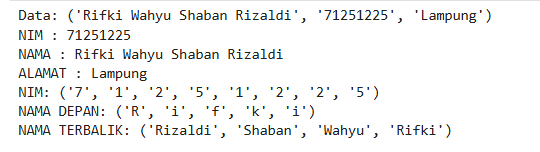 Data: ('Rifki Wahyu Shaban Rizaldi', '71251225', 'Lampung')
NIM : 71251225
NAMA : Rifki Wahyu Shaban Rizaldi
ALAMAT : Lampung
NIM: ('7', '1', '2', '5', '1', '2', '2', '5')
NAMA DEPAN: ('R', 'i', 'f', 'k', 'i')
NAMA TERBALIK: ('Rizaldi', 'Shaban', 'Wahyu', 'Rifki')